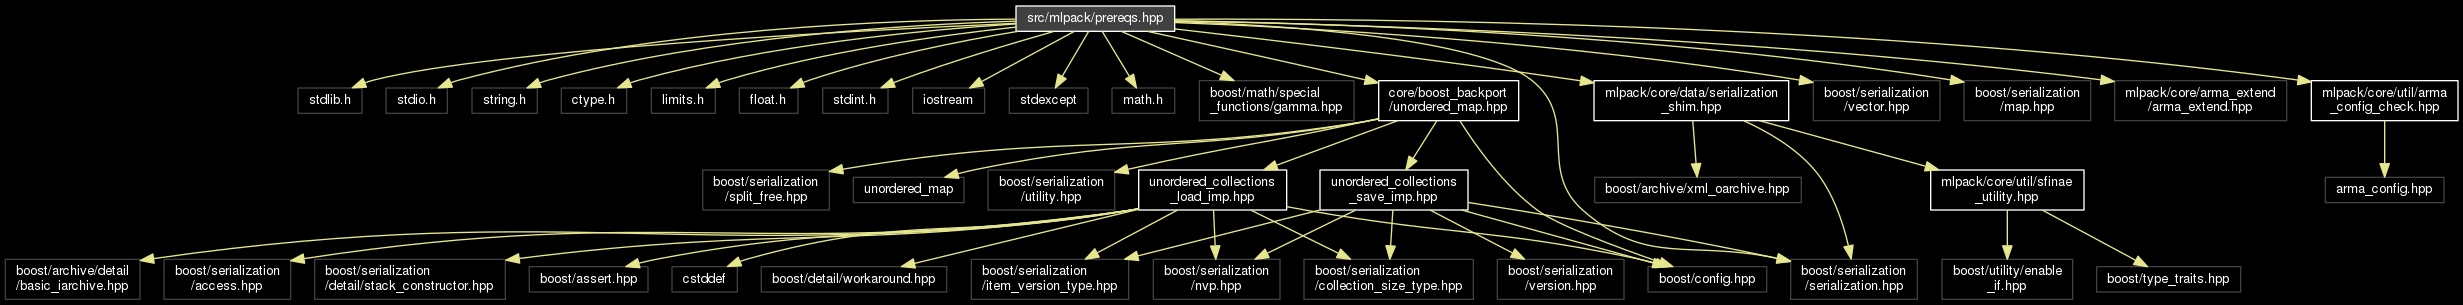 src/mlpack/prereqs.hpp
stdlib.h
stdio.h
string.h
ctype.h
limits.h
float.h
stdint.h
iostream
stdexcept
math.h
boost/math/special
_functions/gamma.hpp
core/boost_backport
/unordered_map.hpp
mlpack/core/data/serialization
_shim.hpp
boost/serialization
/vector.hpp
boost/serialization
/map.hpp
mlpack/core/arma_extend
/arma_extend.hpp
mlpack/core/util/arma
_config_check.hpp
boost/serialization
/split_free.hpp
unordered_map
boost/serialization
/utility.hpp
unordered_collections
_load_imp.hpp
unordered_collections
_save_imp.hpp
boost/archive/xml_oarchive.hpp
mlpack/core/util/sfinae
_utility.hpp
arma_config.hpp
boost/archive/detail
/basic_iarchive.hpp
boost/serialization
/access.hpp
boost/serialization
/detail/stack_constructor.hpp
boost/assert.hpp
cstddef
boost/detail/workaround.hpp
boost/serialization
/item_version_type.hpp
boost/serialization
/nvp.hpp
boost/serialization
/collection_size_type.hpp
boost/serialization
/version.hpp
boost/config.hpp
boost/serialization
/serialization.hpp
boost/utility/enable
_if.hpp
boost/type_traits.hpp